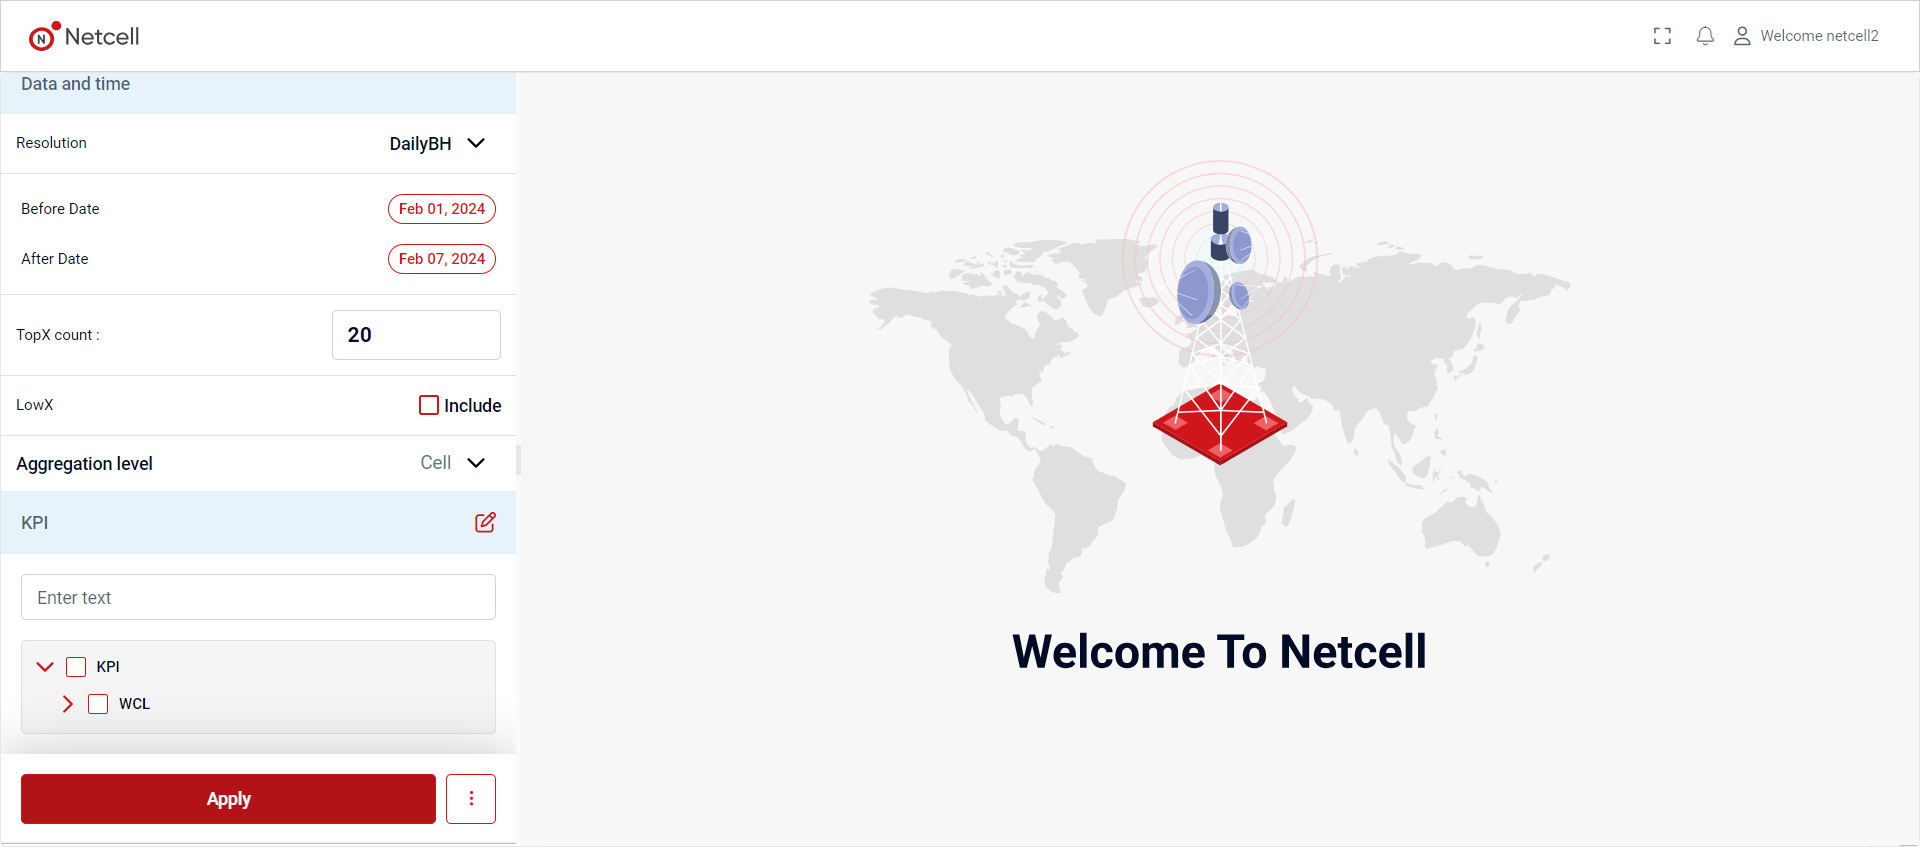 N Netcell
Welcome netcell2
Data and time
Resolution DailyBH
Before Date Feb 01, 2024
After Date Feb 07, 2024
TopX count : 20
LowX Include
Aggregation level Cell
KPI
Enter text
KPI
WCL
Apply
Welcome To Netcell